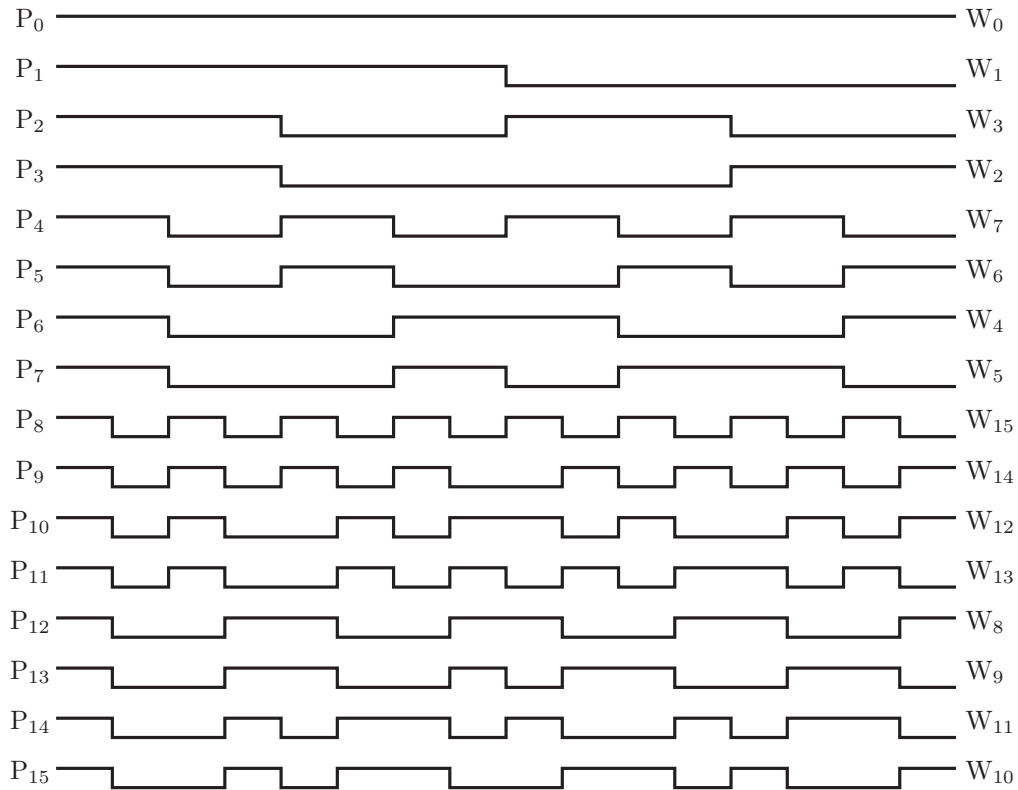 P₀ W₀
P₁ W₁
P₂ W₃
P₃ W₂
P₄ W₇
P₅ W₆
P₆ W₄
P₇ W₅
P₈ W₁₅
P₉ W₁₄
P₁₀ W₁₂
P₁₁ W₁₃
P₁₂ W₈
P₁₃ W₉
P₁₄ W₁₁
P₁₅ W₁₀